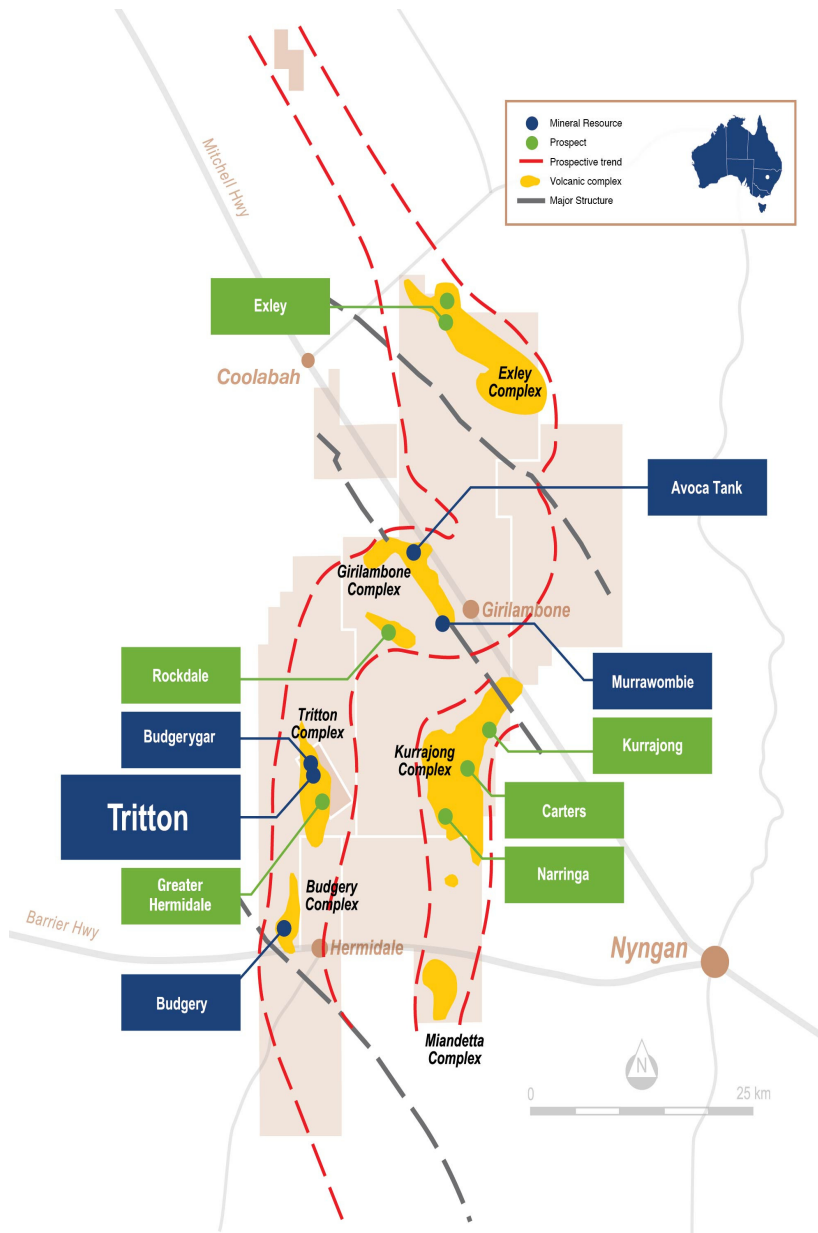 Mineral Resource
Prospect
Prospective trend
Volcanic complex
Major Structure
Mitchell Hwy
Exley
Coolabah
Exley
Complex
Avoca Tank
Girilambone
Complex
Girilambone
Rockdale
Murrawombie
Tritton
Complex
Budgerygar
Kurrajong
Complex
Kurrajong
Tritton
Carters
Greater
Hermidale
Narringa
Budgery
Complex
Barrier Hwy
Hermidale
Nyngan
Budgery
Miandetta
Complex
N
0
25 km